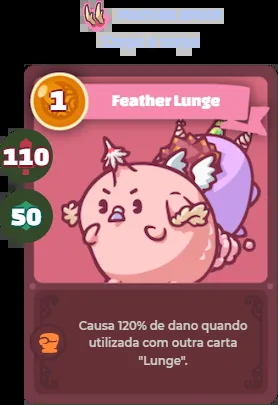 1
Feather Lunge
110
50
Causa 120% de dano quando
utilizada com outra carta
"Lunge".